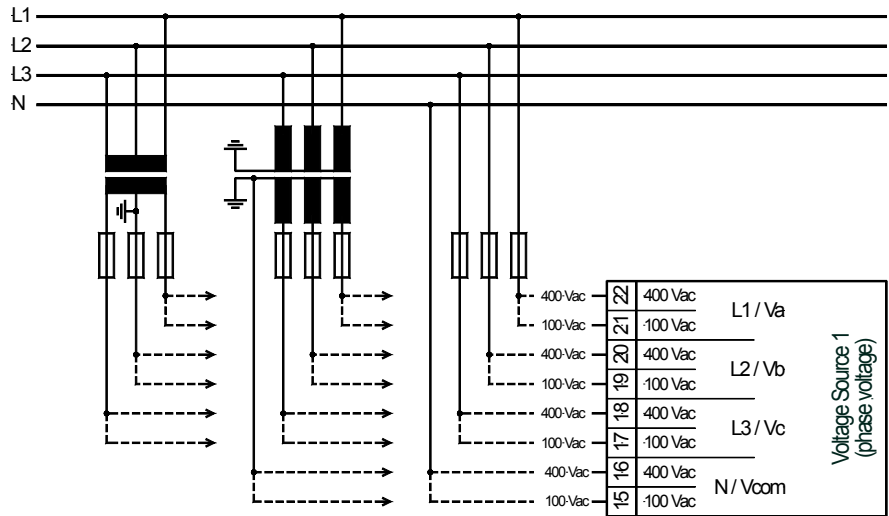 L1
L2
L3
N
400 Vac 22 400 Vac
L1 / Va
100 Vac 21 100 Vac
400 Vac 20 400 Vac
L2 / Vb
100 Vac 19 100 Vac
400 Vac 18 400 Vac
L3 / Vc
100 Vac 17 100 Vac
400 Vac 16 400 Vac
N / Vcom
100 Vac 15 100 Vac
Voltage Source 1
(phase voltage)